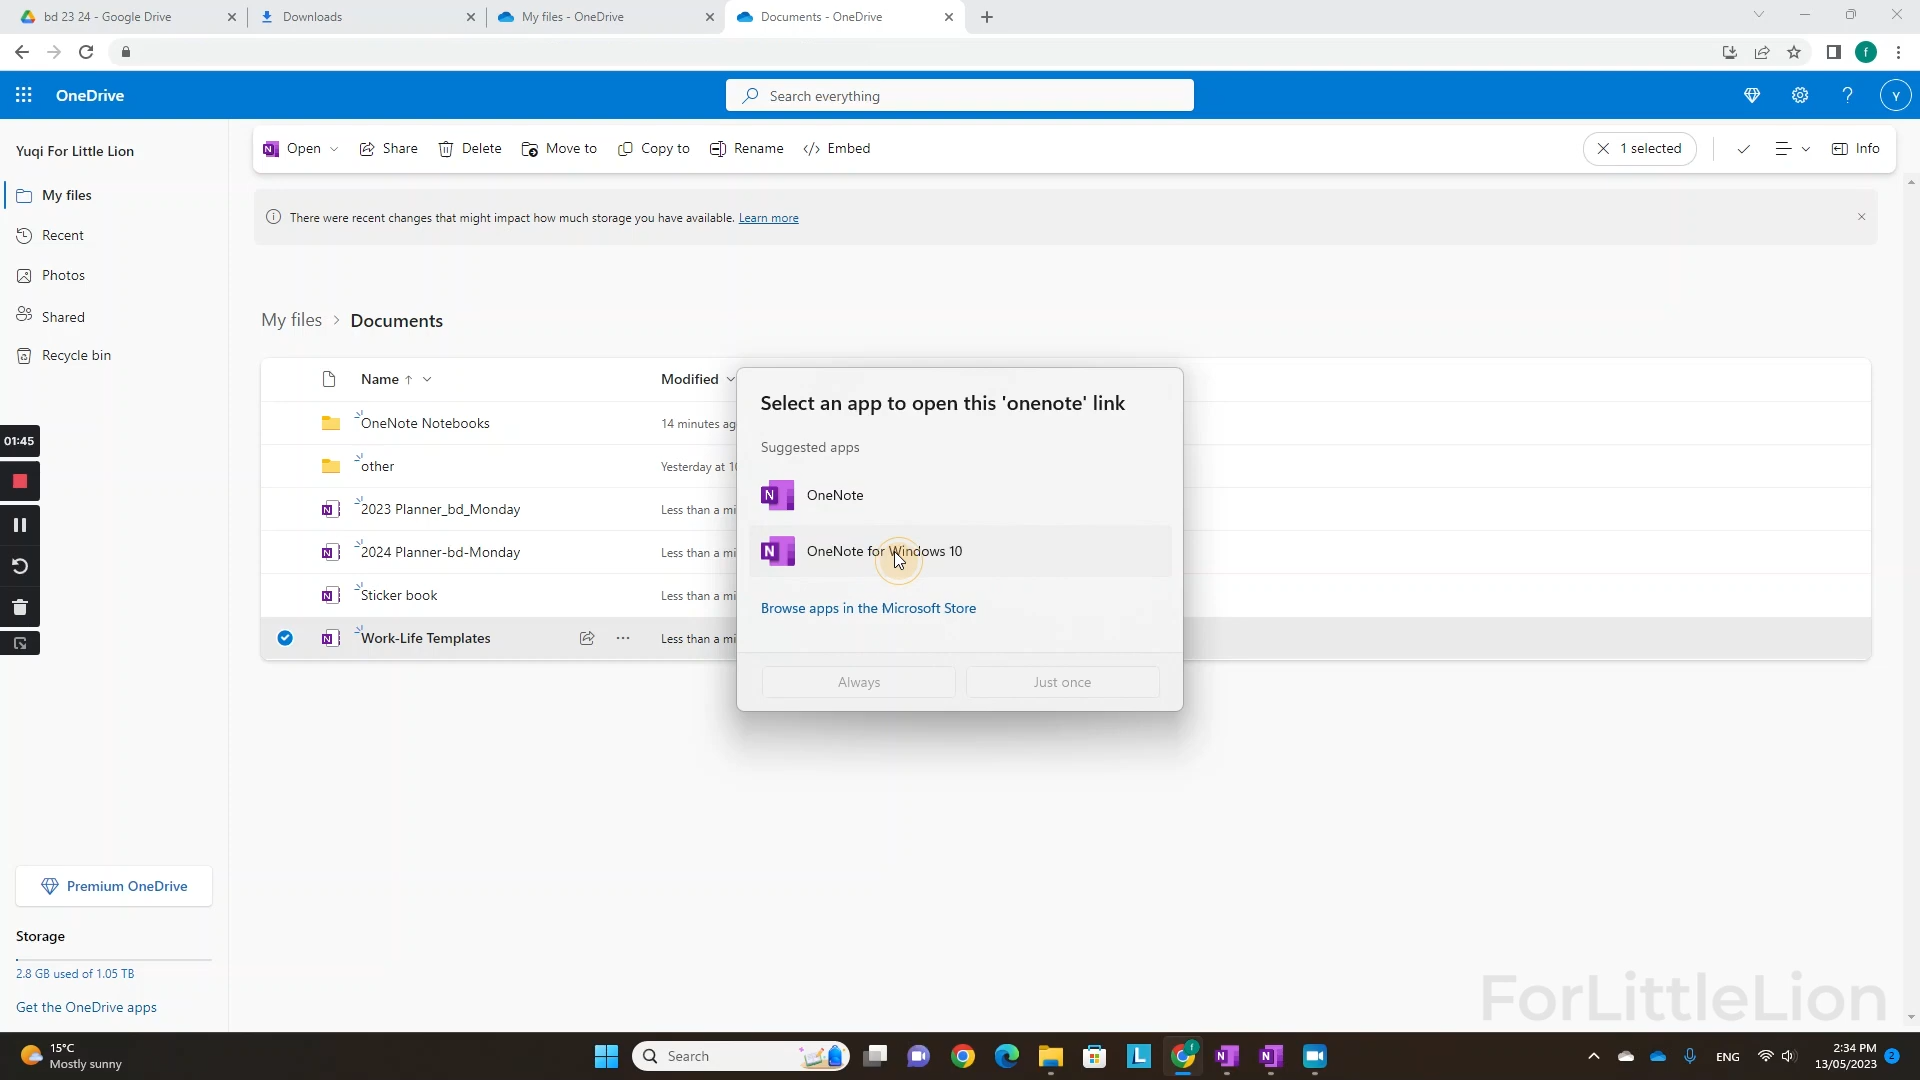 bd 23 24 - Google Drive
Downloads
My files - OneDrive
Documents - OneDrive
f
OneDrive
Search everything
?
Y
Yuqi For Little Lion
Open
Share
Delete
Move to
Copy to
Rename
Embed
1 selected
Info
My files
There were recent changes that might impact how much storage you have available. Learn more
Recent
Photos
Shared
My files > Documents
Recycle bin
Name
Modified
Select an app to open this 'onenote' link
OneNote Notebooks
14 minutes ag
Suggested apps
01:45
other
Yesterday at 10
OneNote
2023 Planner_bd_Monday
Less than a mi
2024 Planner-bd-Monday
Less than a mi
OneNote for Windows 10
Sticker book
Less than a mi
Browse apps in the Microsoft Store
Work-Life Templates
Less than a mi
Always
Just once
Premium OneDrive
Storage
2.8 GB used of 1.05 TB
Get the OneDrive apps
ForLittleLion
15°C
Mostly sunny
Search
L
f
N
N
ENG
2:34 PM
13/05/2023
2